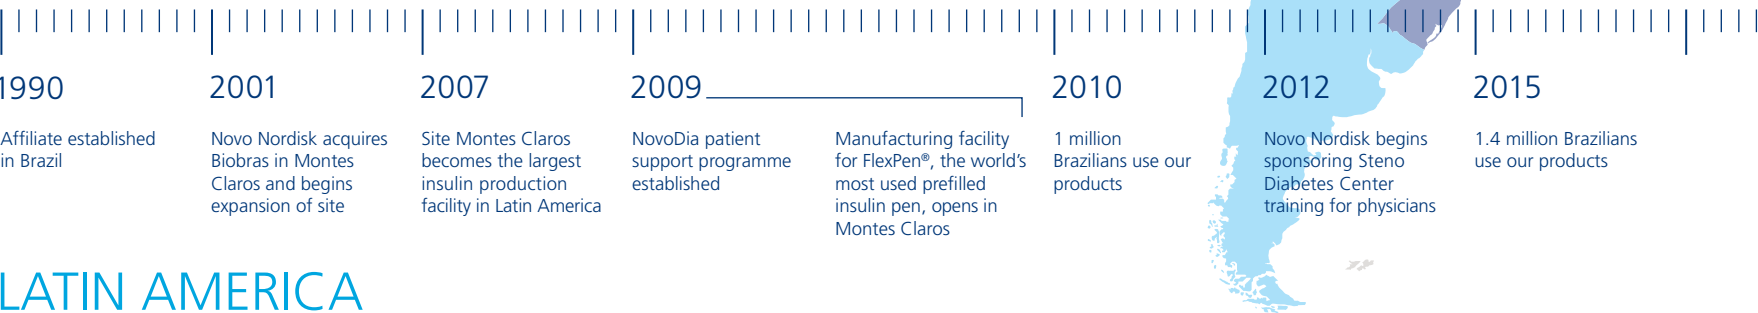 1990
Affiliate established
in Brazil
2001
Novo Nordisk acquires
Biobras in Montes
Claros and begins
expansion of site
2007
Site Montes Claros
becomes the largest
insulin production
facility in Latin America
2009
NovoDia patient
support programme
established
Manufacturing facility
for FlexPen®, the world’s
most used prefilled
insulin pen, opens in
Montes Claros
2010
1 million
Brazilians use our
products
2012
Novo Nordisk begins
sponsoring Steno
Diabetes Center
training for physicians
2015
1.4 million Brazilians
use our products
LATIN AMERICA